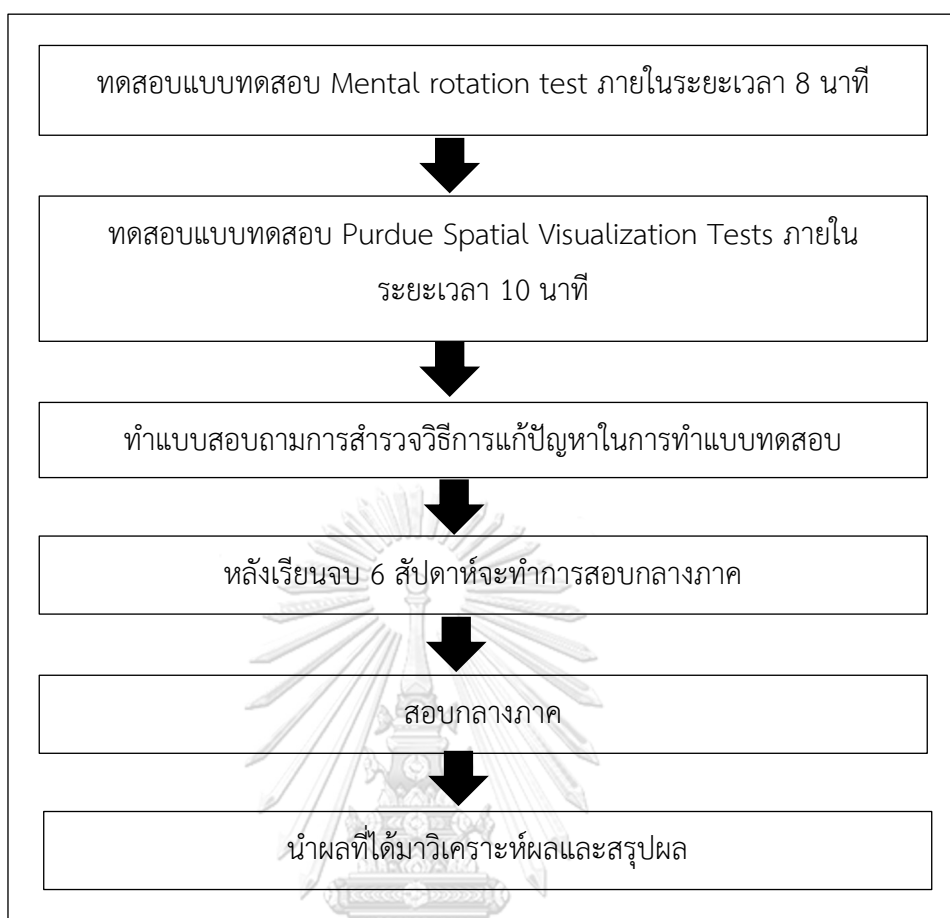 ทดสอบแบบทดสอบ Mental rotation test ภายในระยะเวลา 8 นาที
ทดสอบแบบทดสอบ Purdue Spatial Visualization Tests ภายใน
ระยะเวลา 10 นาที
ทำแบบสอบถามการสำรวจวิธีการแก้ปัญหาในการทำแบบทดสอบ
หลังเรียนจบ 6 สัปดาห์จะทำการสอบกลางภาค
สอบกลางภาค
นำผลที่ได้มาวิเคราะห์ผลและสรุปผล